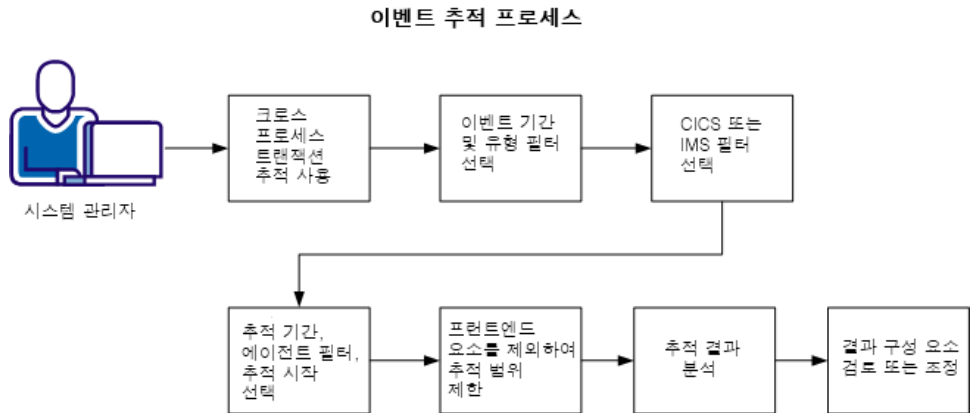 이벤트 추적 프로세스
시스템 관리자
크로스
프로세스
트랜잭션
추적 사용
이벤트 기간
및 유형 필터
선택
CICS 또는
IMS 필터
선택
추적 기간,
에이전트 필터,
추적 시작
선택
프런트엔드
요소를 제외하여
추적 범위
제한
추적 결과
분석
결과 구성 요소
검토 또는 조정